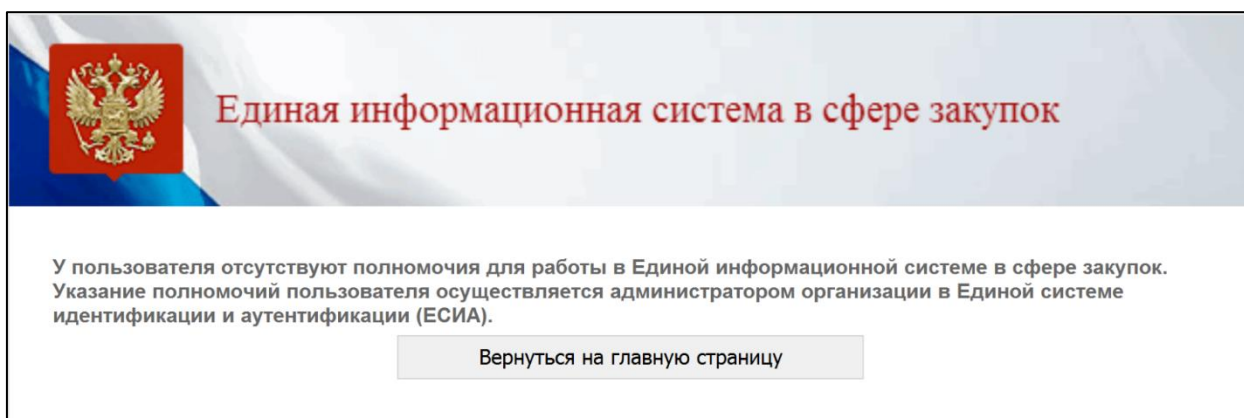 Единая информационная система в сфере закупок
У пользователя отсутствуют полномочия для работы в Единой информационной системе в сфере закупок.
Указание полномочий пользователя осуществляется администратором организации в Единой системе
идентификации и аутентификации (ЕСИА).
Вернуться на главную страницу